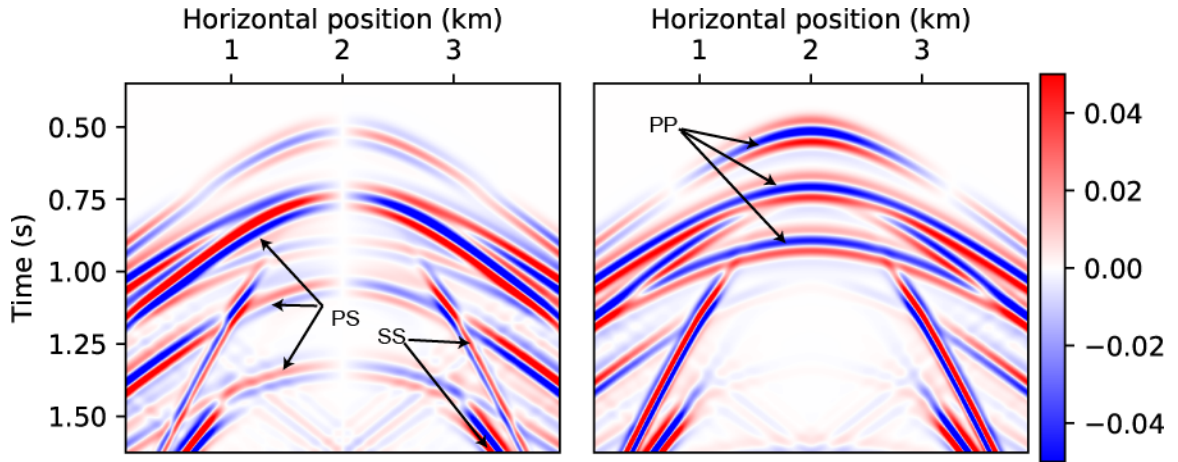 Horizontal position (km)
1 2 3
Horizontal position (km)
1 2 3
Time (s)
0.50
0.75
1.00
1.25
1.50
PS
SS
PP
0.04
0.02
0.00
−0.02
−0.04